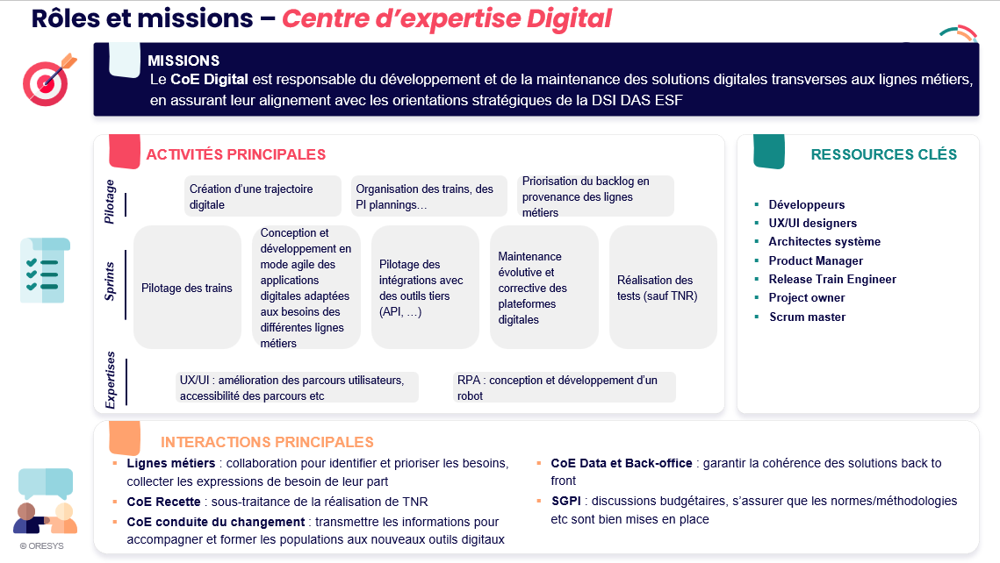 Rôles et missions – Centre d’expertise Digital
MISSIONS
Le CoE Digital est responsable du développement et de la maintenance des solutions digitales transverses aux lignes métiers,
en assurant leur alignement avec les orientations stratégiques de la DSI DAS ESF
ACTIVITÉS PRINCIPALES
Pilotage
Création d’une trajectoire
digitale
Organisation des trains, des
PI plannings…
Priorisation du backlog en
provenance des lignes
métiers
Sprints
Pilotage des trains
Conception et
développement en
mode agile des
applications
digitales adaptées
aux besoins des
différentes lignes
métiers
Pilotage des
intégrations avec
des outils tiers
(API, …)
Maintenance
évolutive et
corrective des
plateformes
digitales
Réalisation des
tests (sauf TNR)
Expertises
UX/UI : amélioration des parcours utilisateurs,
accessibilité des parcours etc
RPA : conception et développement d’un
robot
RESSOURCES CLÉS
▪ Développeurs
▪ UX/UI designers
▪ Architectes système
▪ Product Manager
▪ Release Train Engineer
▪ Project owner
▪ Scrum master
INTERACTIONS PRINCIPALES
▪ Lignes métiers : collaboration pour identifier et prioriser les besoins,
collecter les expressions de besoin de leur part
▪ CoE Recette : sous-traitance de la réalisation de TNR
▪ CoE conduite du changement : transmettre les informations pour
accompagner et former les populations aux nouveaux outils digitaux
▪ CoE Data et Back-office : garantir la cohérence des solutions back to
front
▪ SGPI : discussions budgétaires, s’assurer que les normes/méthodologies
etc sont bien mises en place
© ORESYS